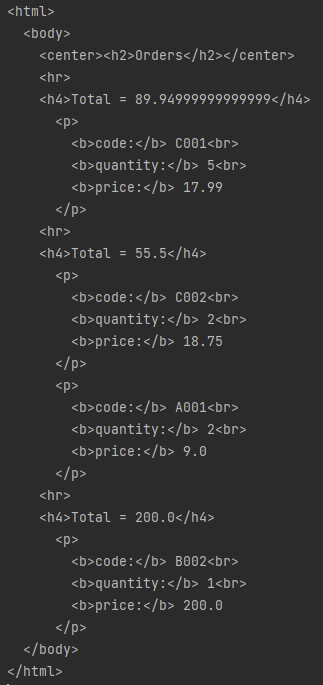 <html>
<body>
<center><h2>Orders</h2></center>
<hr>
<h4>Total = 89.94999999999999</h4>
<p>
<b>code:</b> C001<br>
<b>quantity:</b> 5<br>
<b>price:</b> 17.99
</p>
<hr>
<h4>Total = 55.5</h4>
<p>
<b>code:</b> C002<br>
<b>quantity:</b> 2<br>
<b>price:</b> 18.75
</p>
<p>
<b>code:</b> A001<br>
<b>quantity:</b> 2<br>
<b>price:</b> 9.0
</p>
<hr>
<h4>Total = 200.0</h4>
<p>
<b>code:</b> B002<br>
<b>quantity:</b> 1<br>
<b>price:</b> 200.0
</p>
</body>
</html>